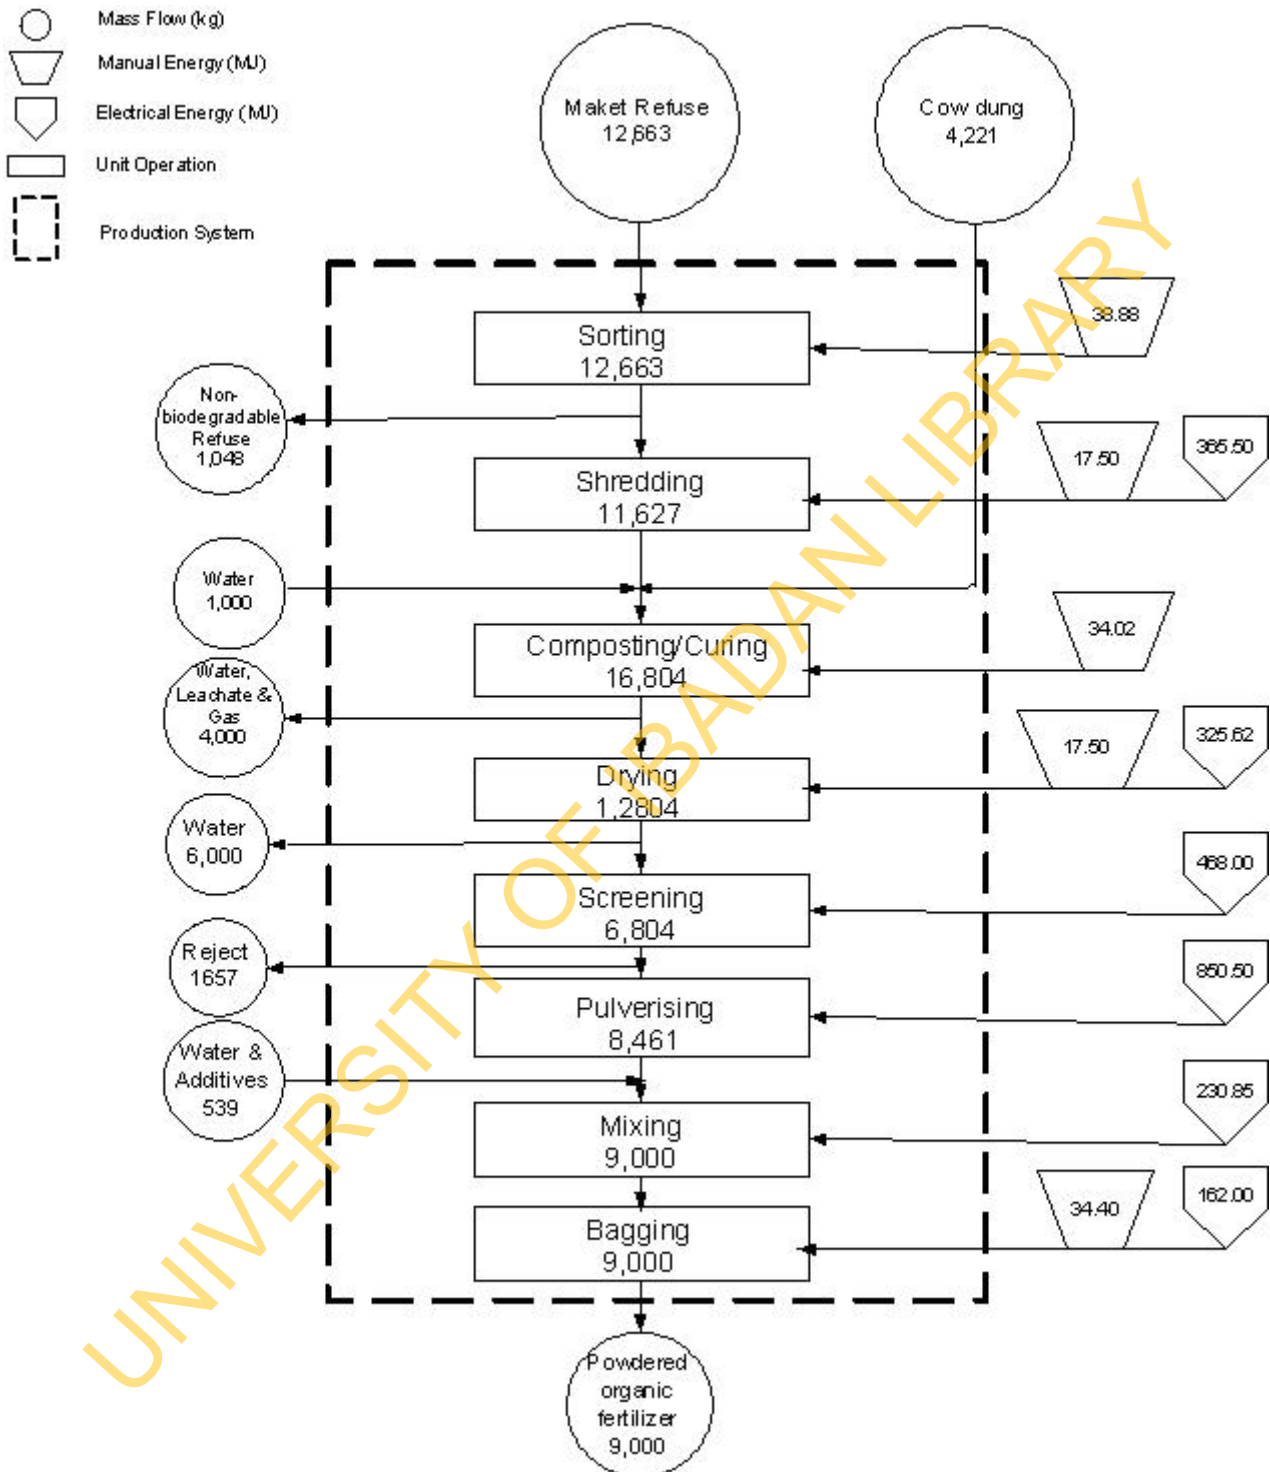 Mass Flow (kg)
Manual Energy (MJ)
Electrical Energy (MJ)
Unit Operation
Production System
Maket Refuse
12,663
Cow dung
4,221
Sorting
12,663
38.88
Non-
biodegradable
Refuse
1,048
Shredding
11,627
17.50
365.50
Water
1,000
Composting/Curing
16,804
34.02
Water,
Leachate &
Gas
4,000
Drying
1,2804
17.50
325.62
Water
6,000
Screening
6,804
468.00
Reject
1657
Pulverising
8,461
850.50
Water &
Additives
539
Mixing
9,000
230.85
Bagging
9,000
34.40
162.00
Powdered
organic
fertilizer
9,000
UNIVERSITY OF IBADAN LIBRARY